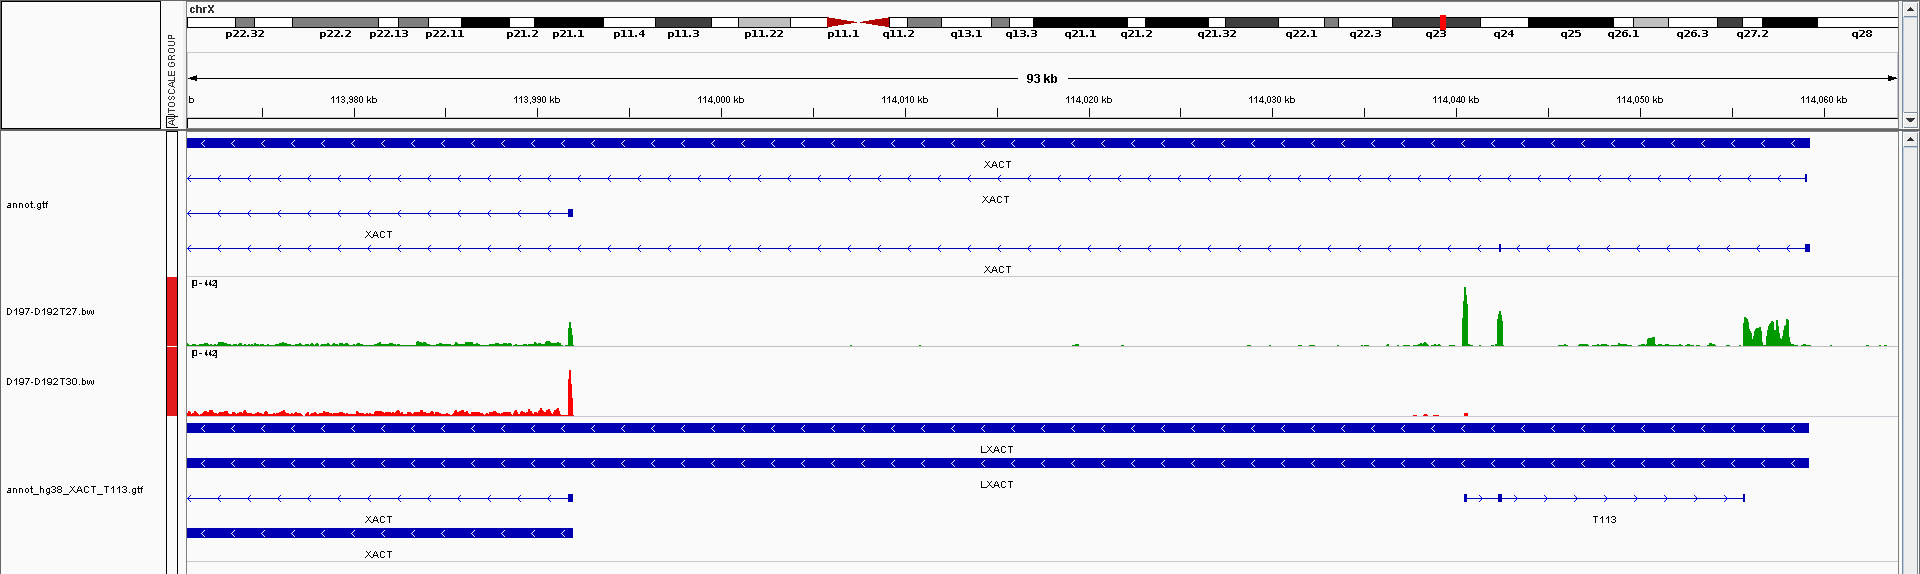 chrX
p22.32 p22.2 p22.13 p22.11 p21.2 p21.1 p11.4 p11.3 p11.22 p11.1 q11.2 q13.1 q13.3 q21.1 q21.2 q21.32 q22.1 q22.3 q23 q24 q25 q26.1 q26.3 q27.2 q28
[A]UTOSCALE GROUP
93 kb
b 113,980 kb 113,990 kb 114,000 kb 114,010 kb 114,020 kb 114,030 kb 114,040 kb 114,050 kb 114,060 kb
XACT
annot.gtf
XACT
XACT
XACT
[0 - 442]
D197-D192T27.bw
[0 - 442]
D197-D192T30.bw
LXACT
LXACT
annot_hg38_XACT_T113.gtf
XACT T113
XACT